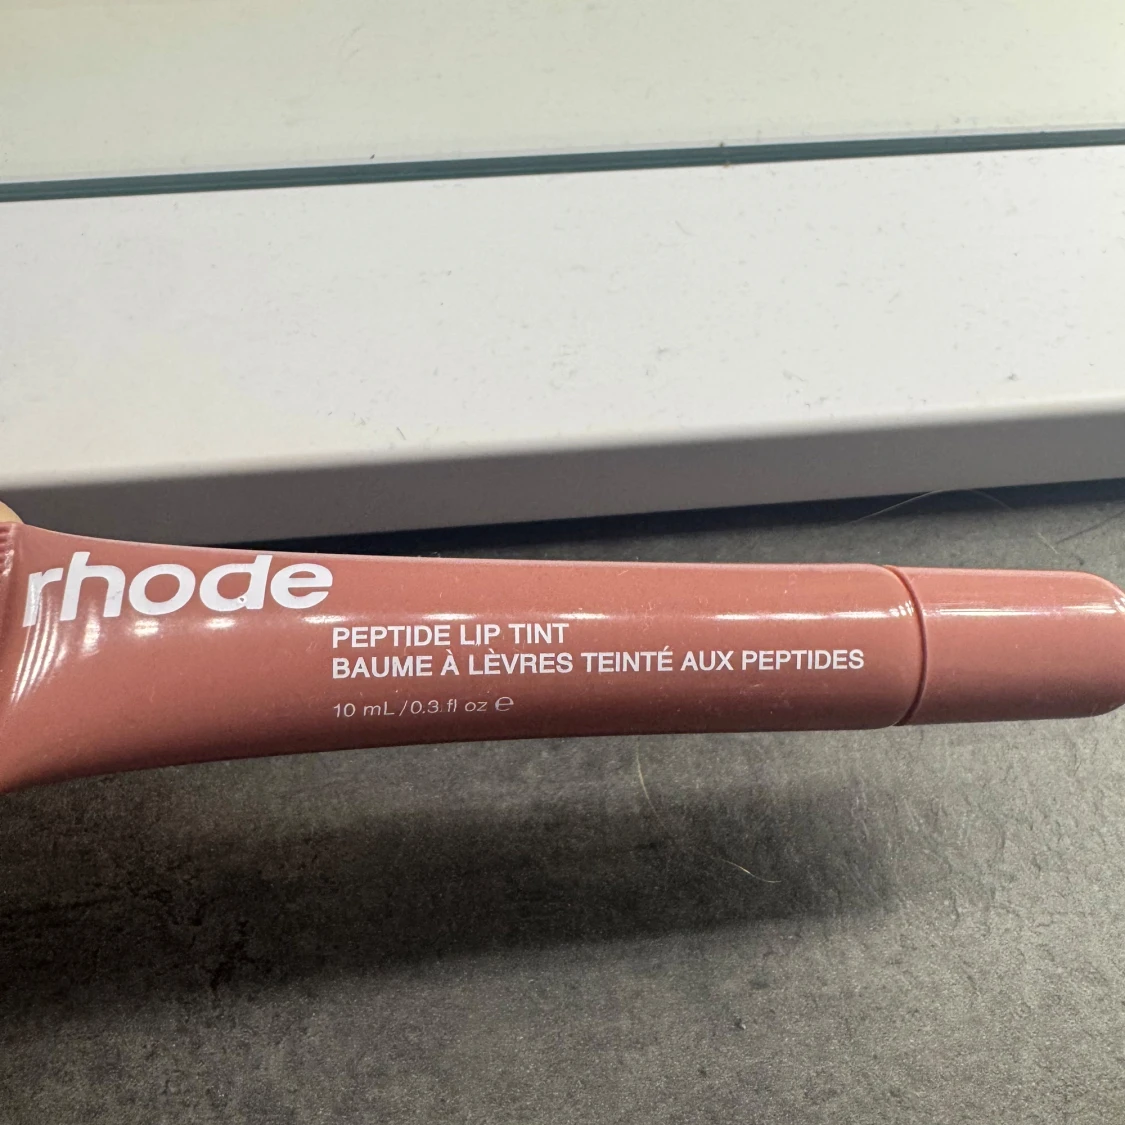 rhode
PEPTIDE LIP TINT
BAUME À LÈVRES TEINTÉ AUX PEPTIDES
10 mL / 0.3 fl oz ℮